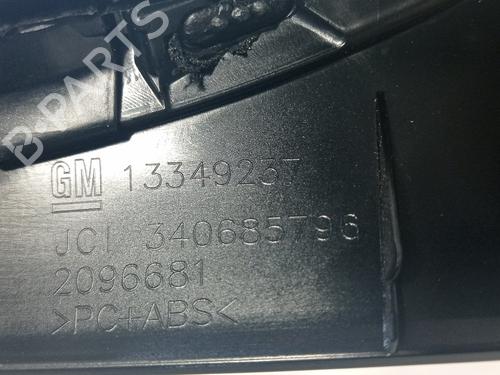 B-PARTS
GM 13349237
JCI 340685796
2096681
>PC+ABS<